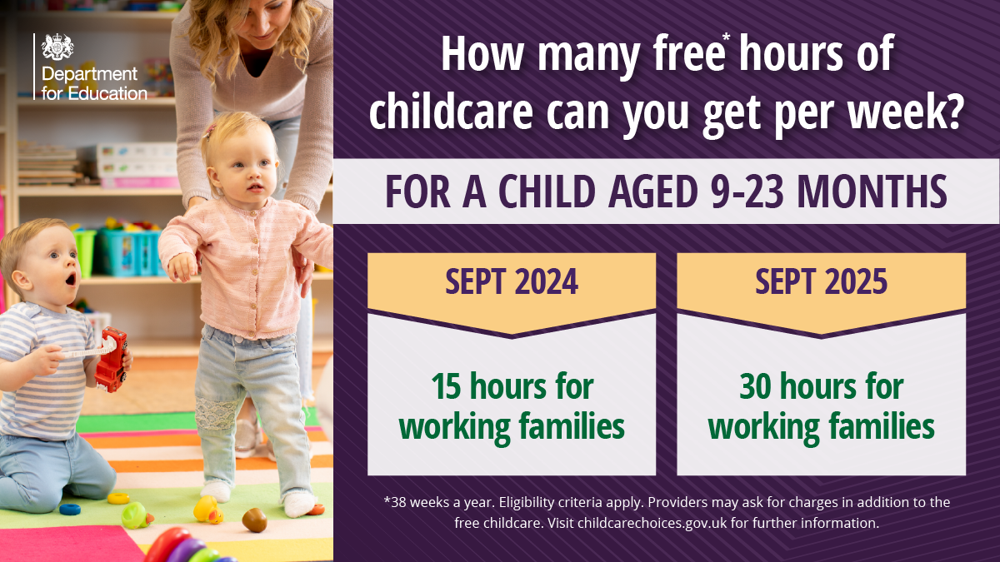 Department
for Education
How many free* hours of
childcare can you get per week?
FOR A CHILD AGED 9-23 MONTHS
SEPT 2024
15 hours for
working families
SEPT 2025
30 hours for
working families
*38 weeks a year. Eligibility criteria apply. Providers may ask for charges in addition to the
free childcare. Visit childcarechoices.gov.uk for further information.